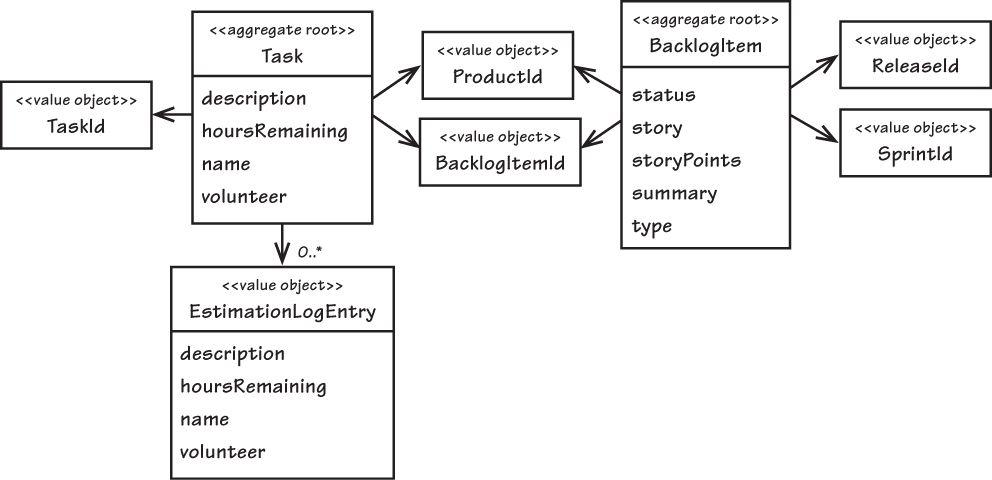 <<value object>>
TaskId
<<aggregate root>>
Task
description
hoursRemaining
name
volunteer
0..*
<<value object>>
EstimationLogEntry
description
hoursRemaining
name
volunteer
<<value object>>
ProductId
<<value object>>
BacklogItemId
<<aggregate root>>
BacklogItem
status
story
storyPoints
summary
type
<<value object>>
ReleaseId
<<value object>>
SprintId